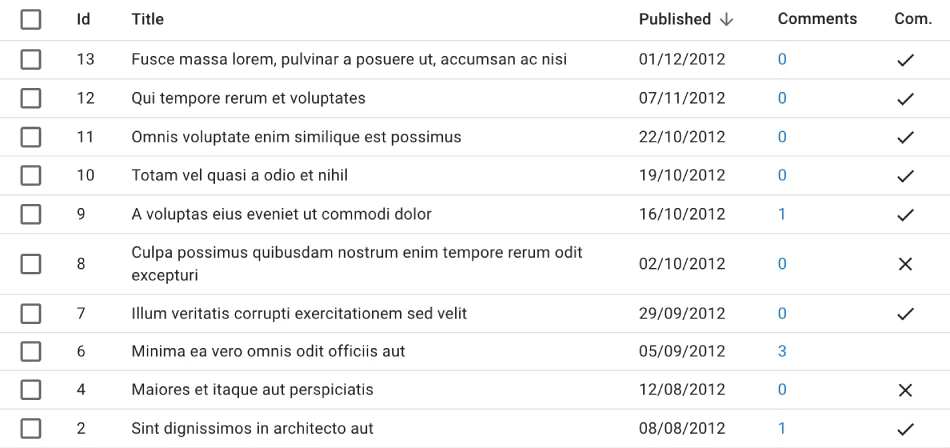 Id Title Published ↓ Comments Com.
13 Fusce massa lorem, pulvinar a posuere ut, accumsan ac nisi 01/12/2012 0 ✓
12 Qui tempore rerum et voluptates 07/11/2012 0 ✓
11 Omnis voluptate enim similique est possimus 22/10/2012 0 ✓
10 Totam vel quasi a odio et nihil 19/10/2012 0 ✓
9 A voluptas eius eveniet ut commodi dolor 16/10/2012 1 ✓
8 Culpa possimus quibusdam nostrum enim tempore rerum odit 02/10/2012 0 ✕
excepturi
7 Illum veritatis corrupti exercitationem sed velit 29/09/2012 0 ✓
6 Minima ea vero omnis odit officiis aut 05/09/2012 3
4 Maiores et itaque aut perspiciatis 12/08/2012 0 ✕
2 Sint dignissimos in architecto aut 08/08/2012 1 ✓